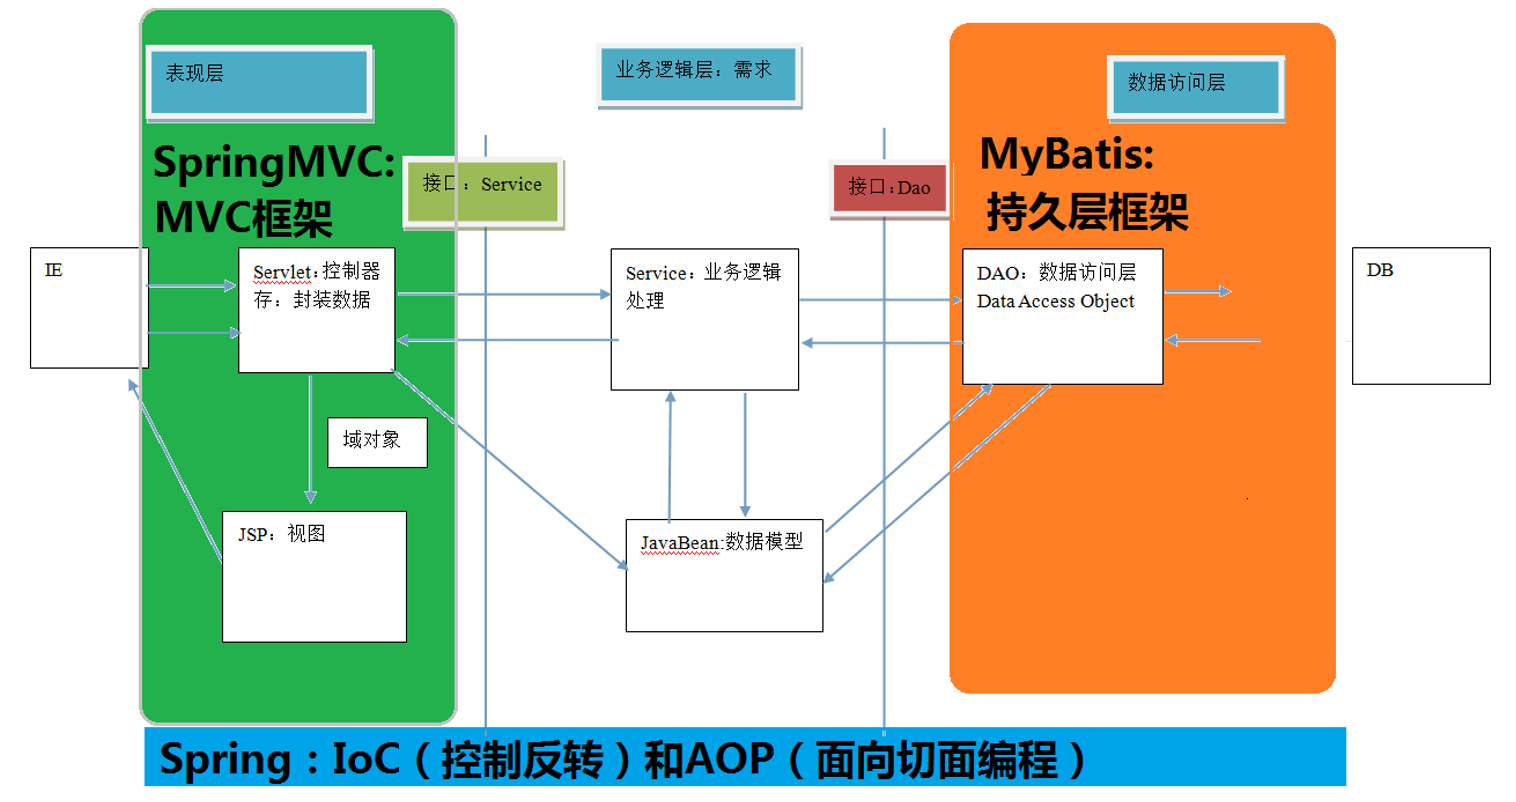 表现层
业务逻辑层：需求
数据访问层
SpringMVC:
MVC框架
接口：Service
接口:Dao
MyBatis:
持久层框架
IE
Servlet:控制器
存：封装数据
Service：业务逻辑
处理
DAO：数据访问层
Data Access Object
DB
域对象
JSP：视图
JavaBean:数据模型
Spring：IoC（控制反转）和AOP（面向切面编程）